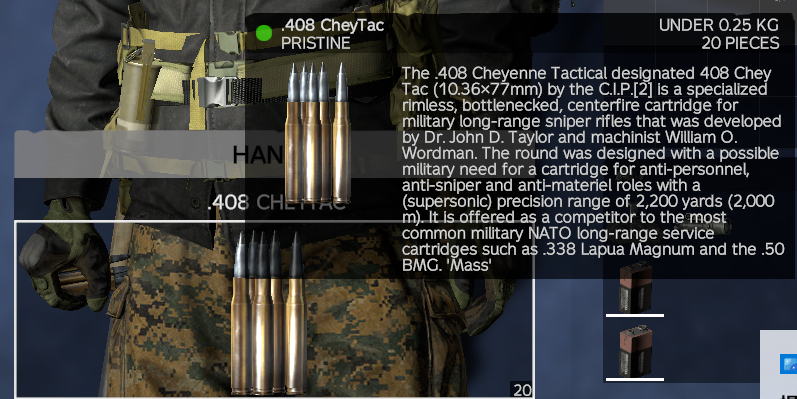 .408 CheyTac
PRISTINE
UNDER 0.25 KG
20 PIECES
The .408 Cheyenne Tactical designated 408 Chey
Tac (10.36×77mm) by the C.I.P.[2] is a specialized
rimless, bottlenecked, centerfire cartridge for
military long-range sniper rifles that was developed
by Dr. John D. Taylor and machinist William O.
Wordman. The round was designed with a possible
military need for a cartridge for anti-personnel,
anti-sniper and anti-materiel roles with a
(supersonic) precision range of 2,200 yards (2,000
m). It is offered as a competitor to the most
common military NATO long-range service
cartridges such as .338 Lapua Magnum and the .50
BMG. 'Mass'
HAN
.408 CHEYTAC
20